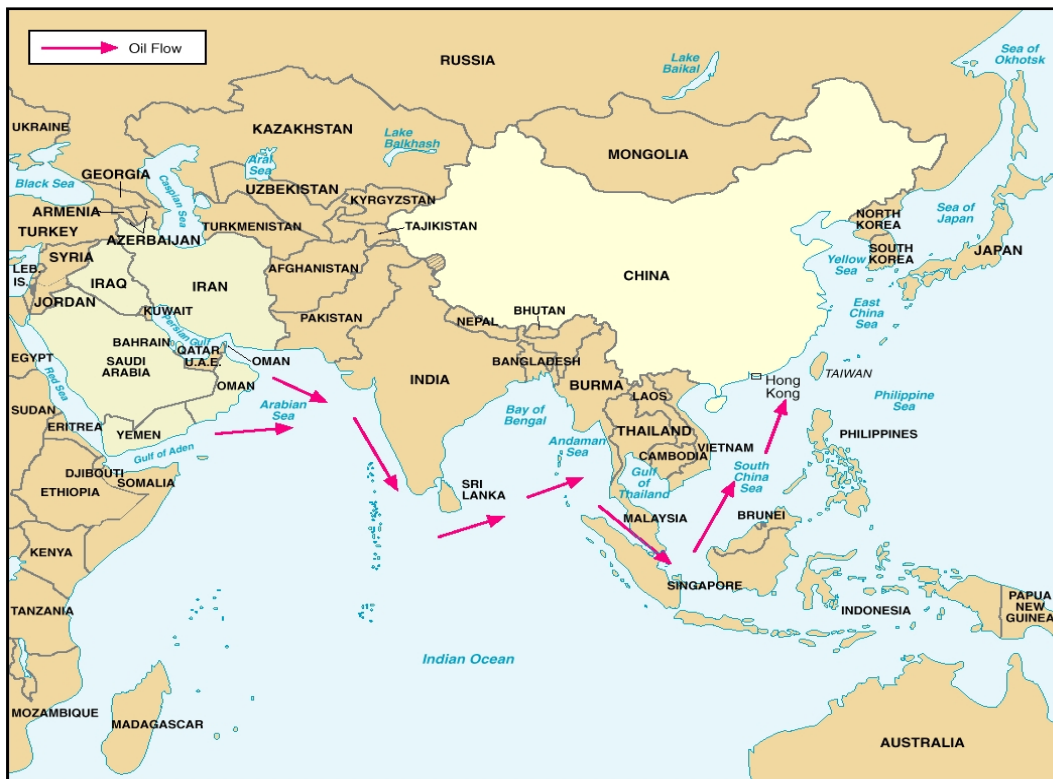 Oil Flow
RUSSIA
Lake
Baikal
Sea of
Okhotsk
UKRAINE
KAZAKHSTAN
Lake
Balkhash
MONGOLIA
Aral
Sea
GEORGIA
Black Sea
Caspian Sea
UZBEKISTAN
KYRGYZSTAN
ARMENIA
TURKEY
AZERBAIJAN
TURKMENISTAN
TAJIKISTAN
NORTH
KOREA
Sea of
Japan
SOUTH
KOREA
JAPAN
Yellow
Sea
SYRIA
LEB.
IS.
IRAQ
IRAN
AFGHANISTAN
CHINA
JORDAN
KUWAIT
PAKISTAN
NEPAL
BHUTAN
East
China
Sea
Persian Gulf
BAHRAIN
QATAR
U.A.E.
OMAN
EGYPT
SAUDI
ARABIA
Red Sea
OMAN
INDIA
BANGLADESH
BURMA
LAOS
Hong
Kong
TAIWAN
Philippine
Sea
Arabian
Sea
Bay of
Bengal
SUDAN
ERITREA
YEMEN
Gulf of Aden
THAILAND
VIETNAM
PHILIPPINES
Andaman
Sea
CAMBODIA
DJIBOUTI
SOMALIA
ETHIOPIA
SRI
LANKA
Gulf
of
Thailand
South
China
Sea
MALAYSIA
BRUNEI
KENYA
SINGAPORE
TANZANIA
INDONESIA
PAPUA
NEW
GUINEA
Indian Ocean
MOZAMBIQUE
MADAGASCAR
AUSTRALIA